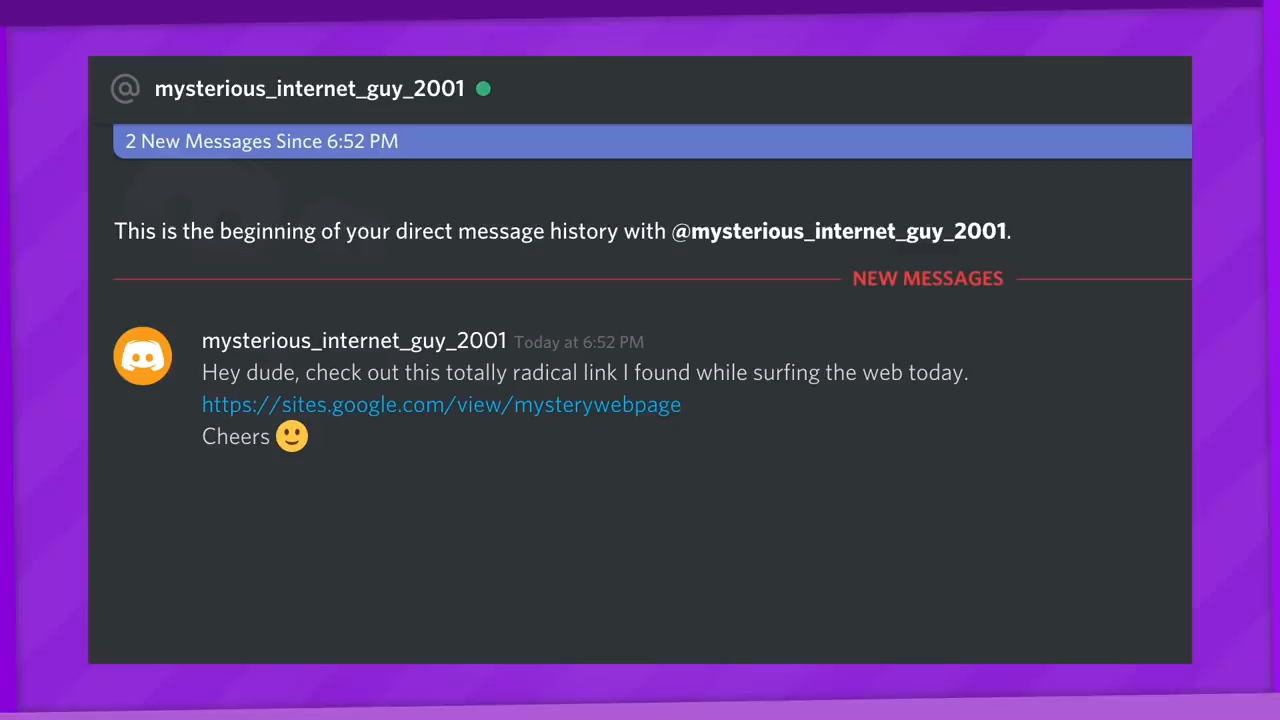 @ mysterious_internet_guy_2001
2 New Messages Since 6:52 PM
This is the beginning of your direct message history with @mysterious_internet_guy_2001.
NEW MESSAGES
mysterious_internet_guy_2001 Today at 6:52 PM
Hey dude, check out this totally radical link I found while surfing the web today.
https://sites.google.com/view/mysterywebpage
Cheers 🙂